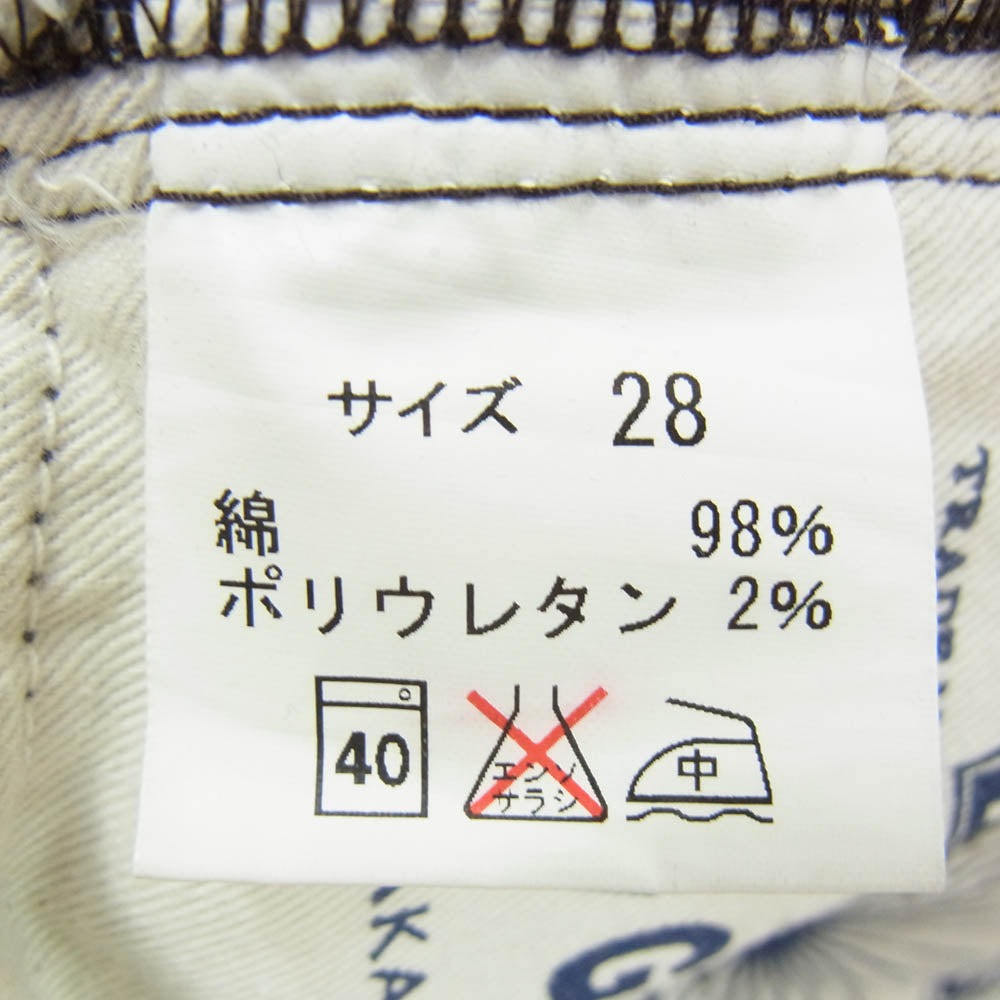 サイズ 28
綿 98%
ポリウレタン 2%
40
エンソ
サラシ
中